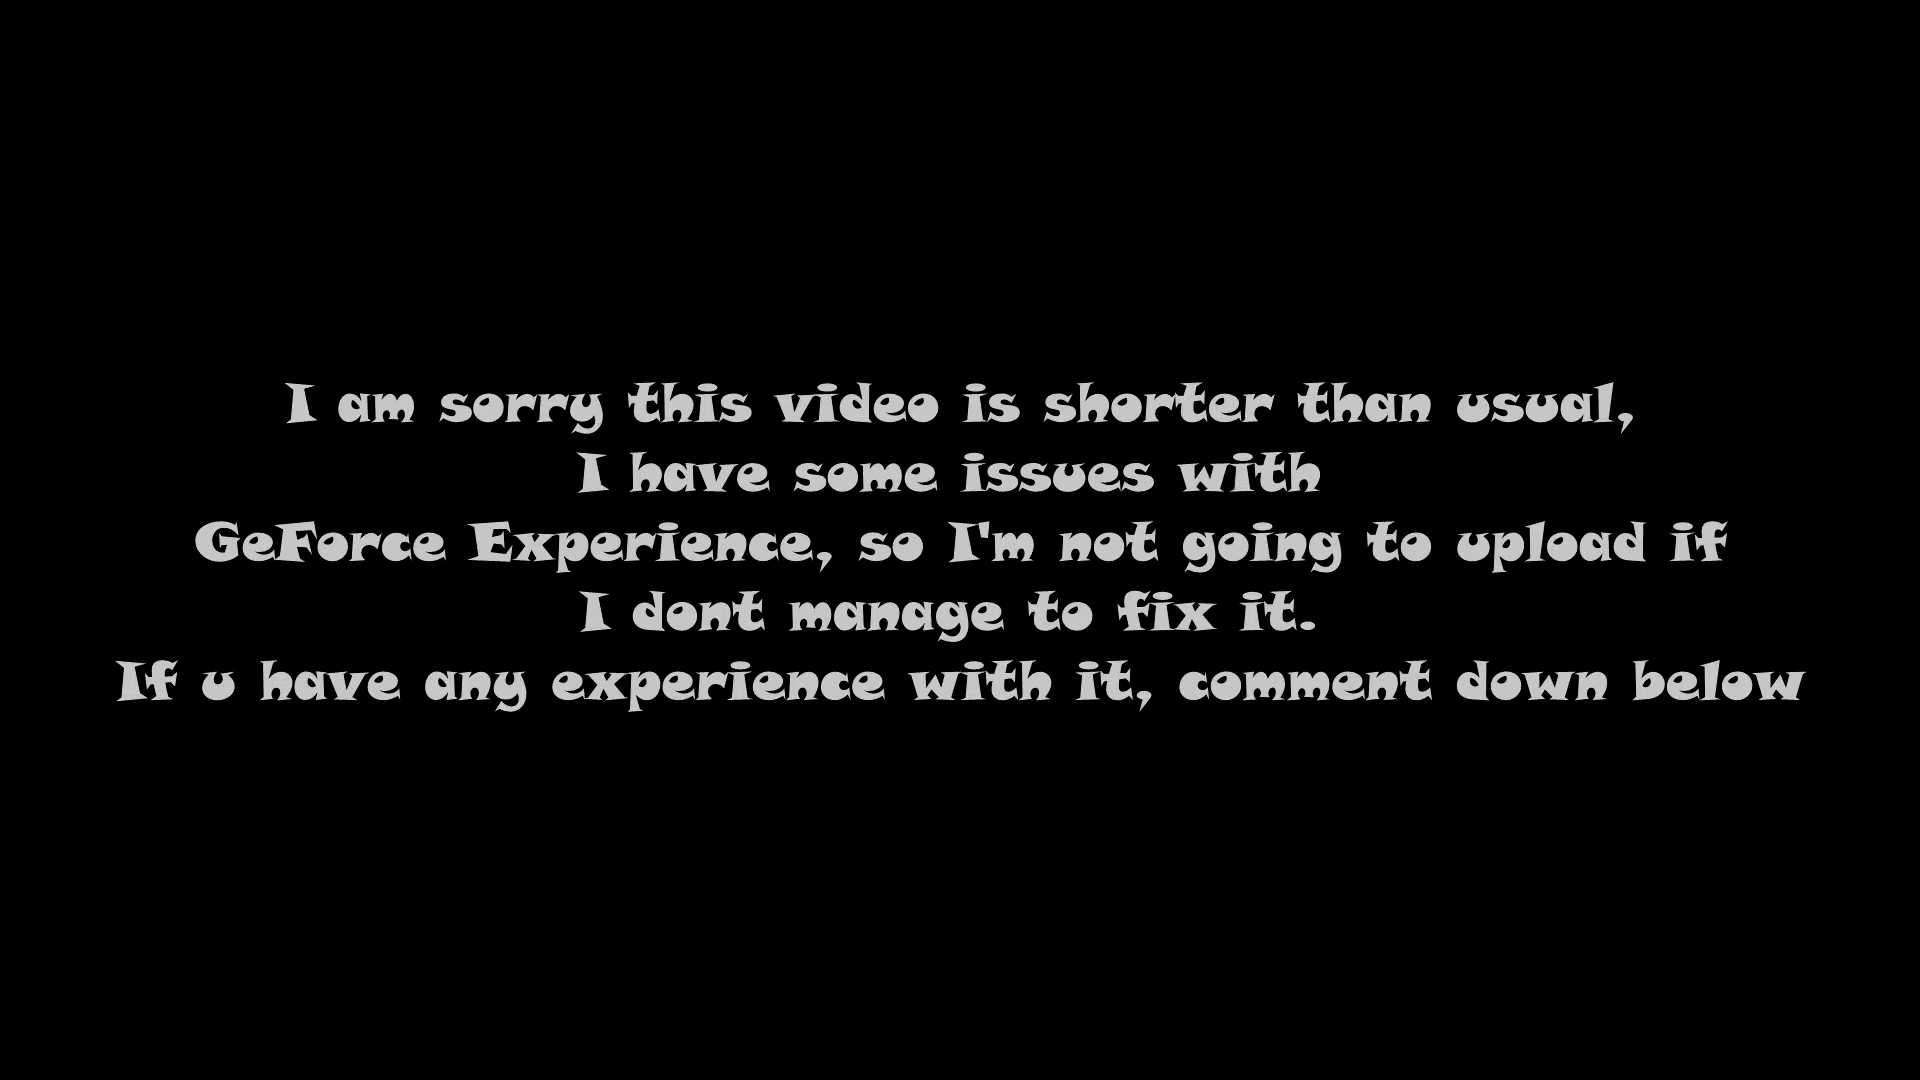 I am sorry this video is shorter than usual,
I have some issues with
GeForce Experience, so I'm not going to upload if
I dont manage to fix it.
If u have any experience with it, comment down below